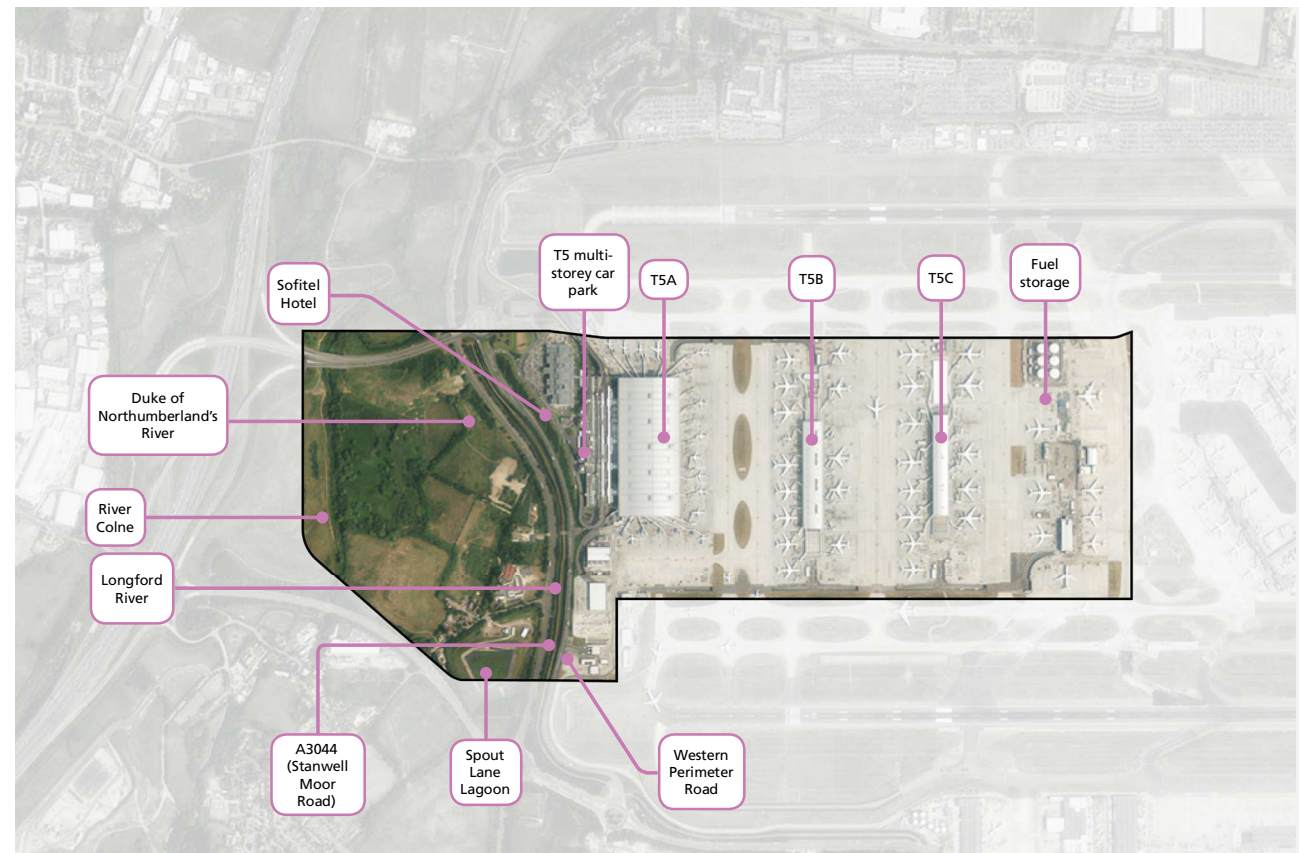 T5 multi-
storey car
park
T5A
T5B
T5C
Fuel
storage
Sofitel
Hotel
Duke of
Northumberland’s
River
River
Colne
Longford
River
A3044
(Stanwell
Moor
Road)
Spout
Lane
Lagoon
Western
Perimeter
Road